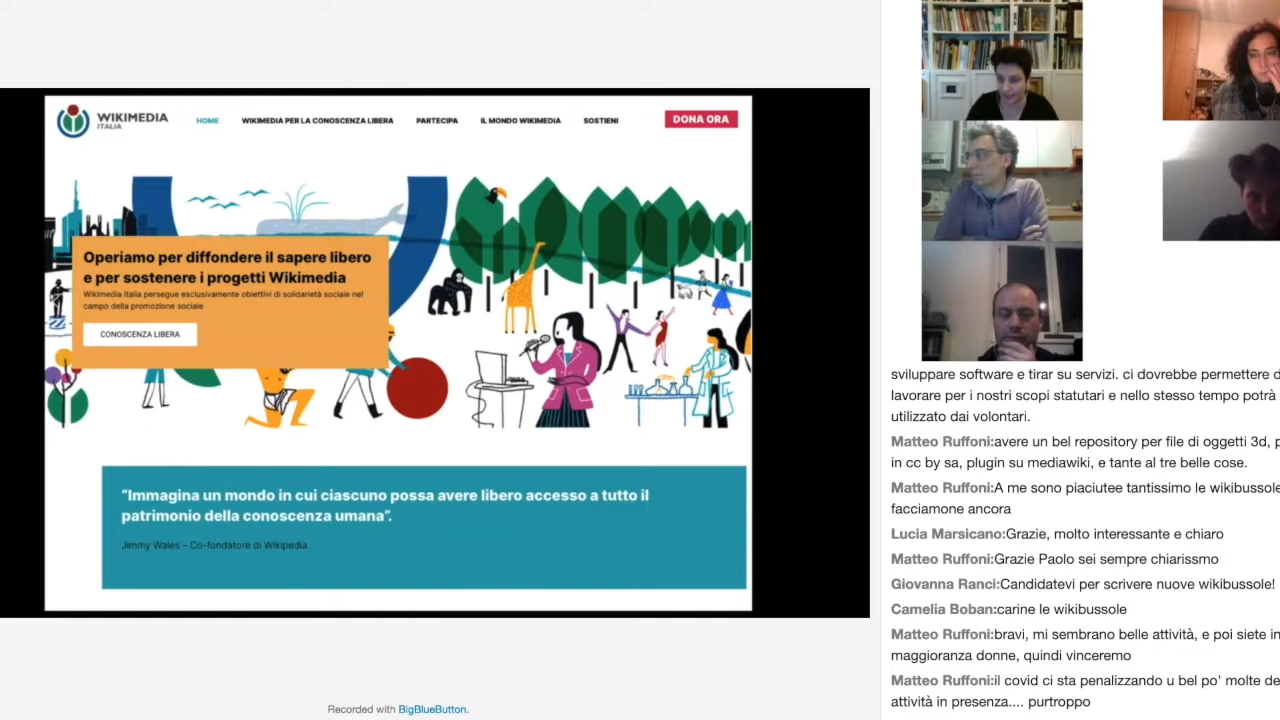 WIKIMEDIA
ITALIA
HOME WIKIMEDIA PER LA CONOSCENZA LIBERA PARTECIPA IL MONDO WIKIMEDIA SOSTIENI DONA ORA
Operiamo per diffondere il sapere libero
e per sostenere i progetti Wikimedia
Wikimedia Italia persegue esclusivamente obiettivi di solidarietà sociale nel
campo della promozione sociale
CONOSCENZA LIBERA
“Immagina un mondo in cui ciascuno possa avere libero accesso a tutto il
patrimonio della conoscenza umana”.
Jimmy Wales – Co-fondatore di Wikipedia
Recorded with BigBlueButton.
sviluppare software e tirar su servizi. ci dovrebbe permettere
lavorare per i nostri scopi statutari e nello stesso tempo potrà
utilizzato dai volontari.
Matteo Ruffoni:avere un bel repository per file di oggetti 3d,
in cc by sa, plugin su mediawiki, e tante al tre belle cose.
Matteo Ruffoni:A me sono piaciutee tantissimo le wikibussole
facciamone ancora
Lucia Marsicano:Grazie, molto interessante e chiaro
Matteo Ruffoni:Grazie Paolo sei sempre chiarissmo
Giovanna Ranci:Candidatevi per scrivere nuove wikibussole!
Camelia Boban:carine le wikibussole
Matteo Ruffoni:bravi, mi sembrano belle attività, e poi siete in
maggioranza donne, quindi vinceremo
Matteo Ruffoni:il covid ci sta penalizzando u bel po' molte de
attività in presenza.... purtroppo